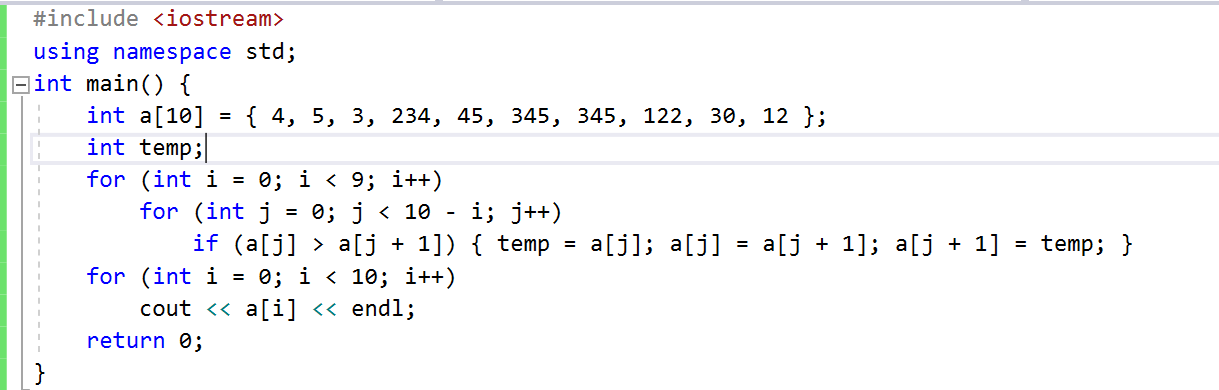 #include <iostream>
using namespace std;
int main() {
    int a[10] = { 4, 5, 3, 234, 45, 345, 345, 122, 30, 12 };
    int temp;
    for (int i = 0; i < 9; i++)
        for (int j = 0; j < 10 - i; j++)
            if (a[j] > a[j + 1]) { temp = a[j]; a[j] = a[j + 1]; a[j + 1] = temp; }
    for (int i = 0; i < 10; i++)
        cout << a[i] << endl;
    return 0;
}